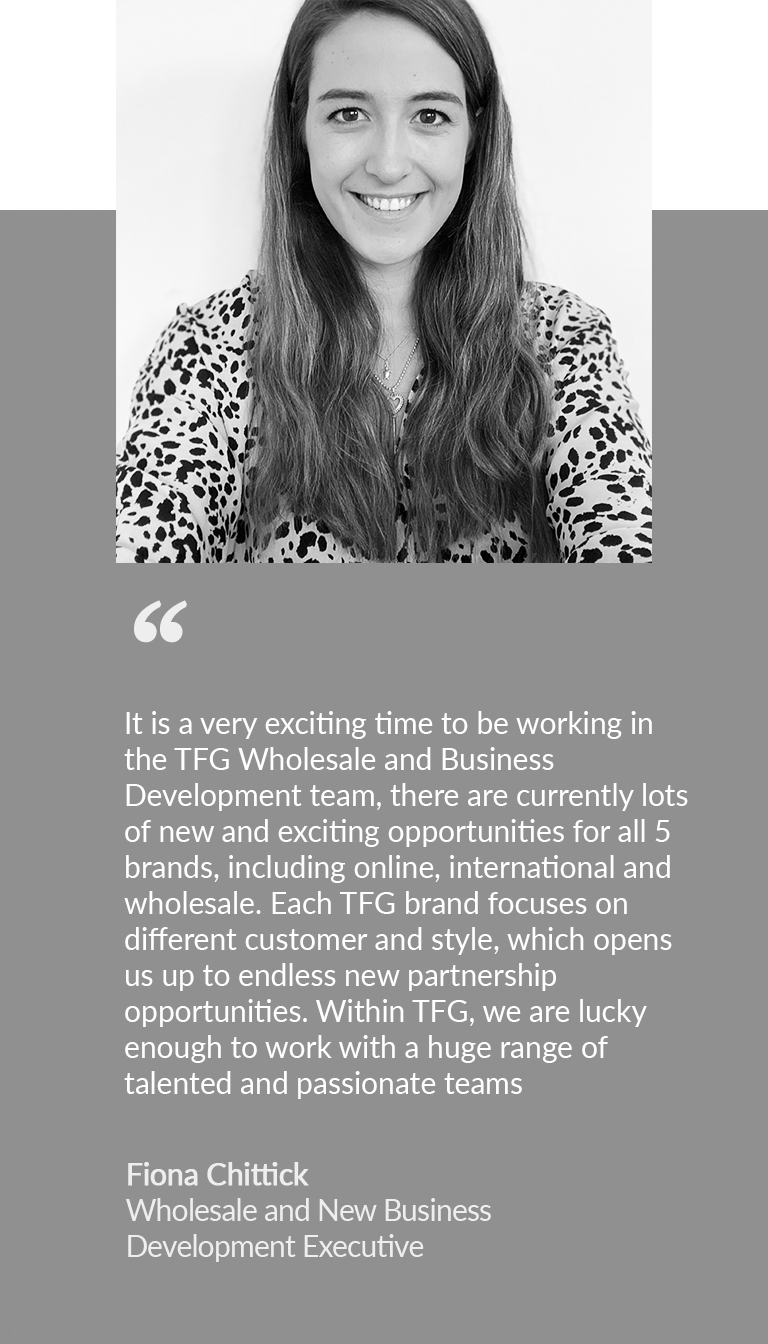 “
It is a very exciting time to be working in
the TFG Wholesale and Business
Development team, there are currently lots
of new and exciting opportunities for all 5
brands, including online, international and
wholesale. Each TFG brand focuses on
different customer and style, which opens
us up to endless new partnership
opportunities. Within TFG, we are lucky
enough to work with a huge range of
talented and passionate teams
Fiona Chittick
Wholesale and New Business
Development Executive